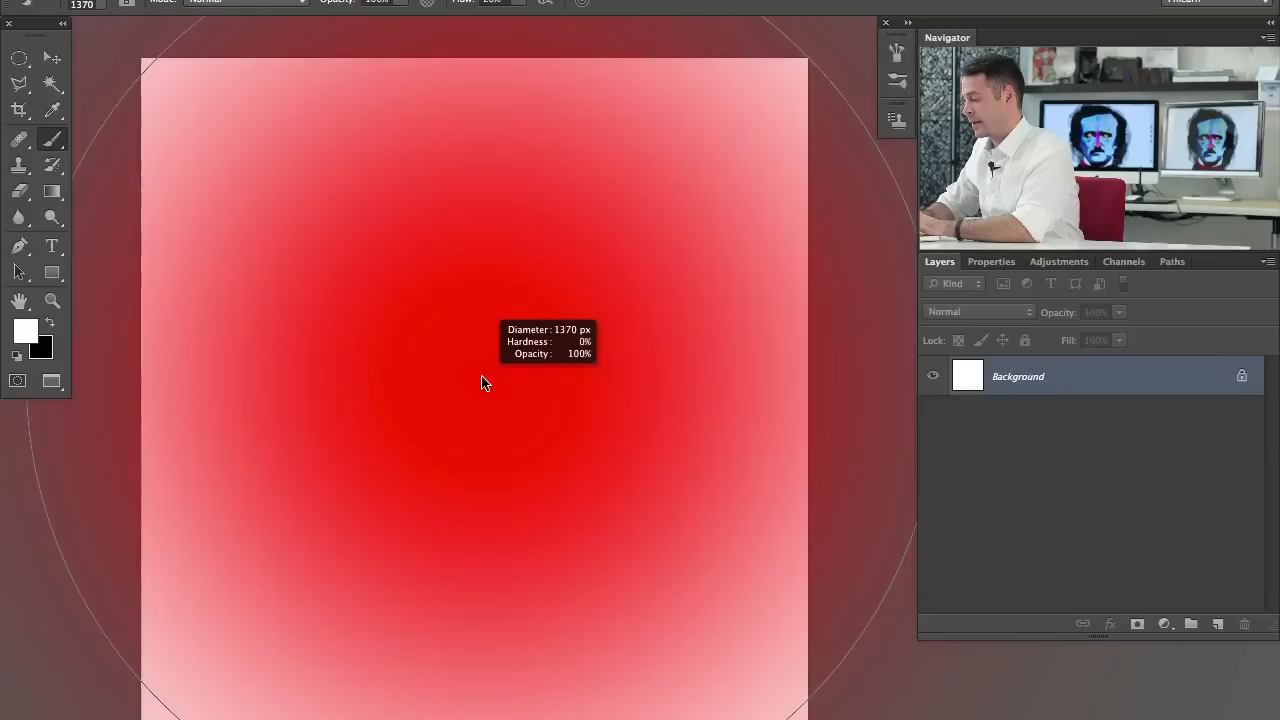 1370 Mode: Normal Opacity: 100% Flow:
Navigator
T
Diameter: 1370 px
Hardness: 0%
Opacity: 100%
Layers Properties Adjustments Channels Paths
Kind T
Normal Opacity: 100%
Lock: Fill: 100%
Background
fx